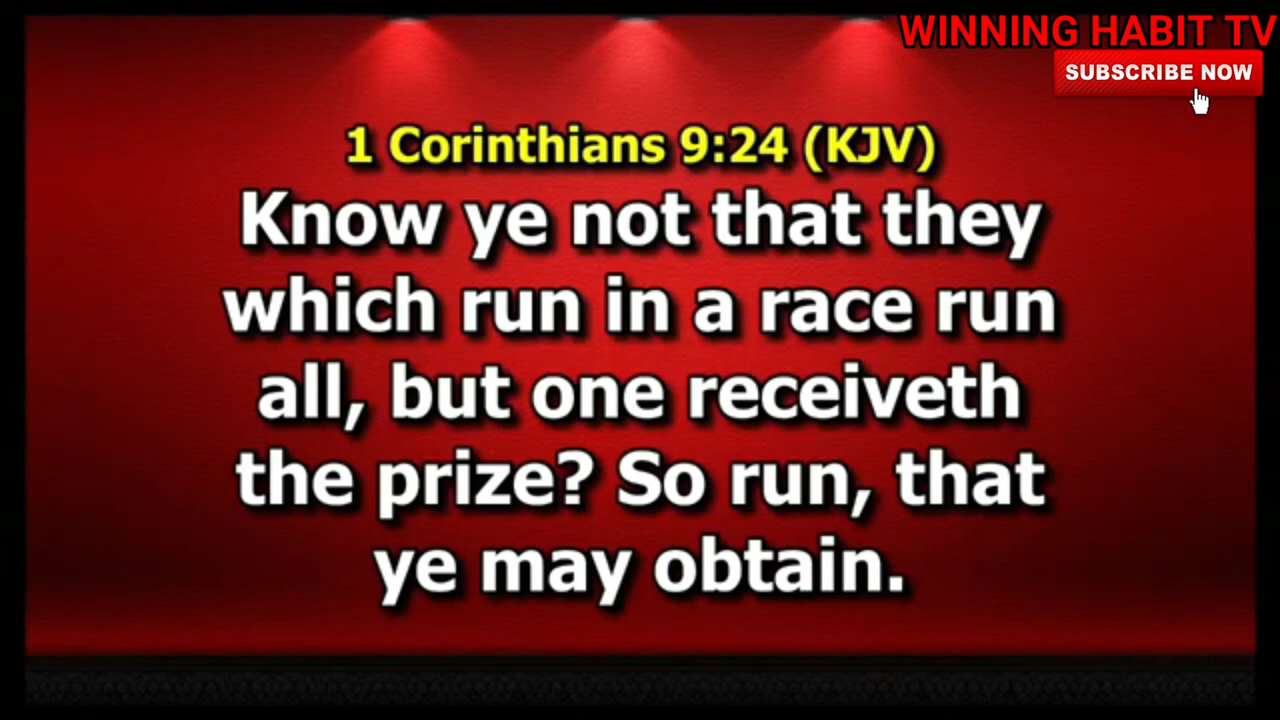 WINNING HABIT TV
SUBSCRIBE NOW
1 Corinthians 9:24 (KJV)
Know ye not that they
which run in a race run
all, but one receiveth
the prize? So run, that
ye may obtain.